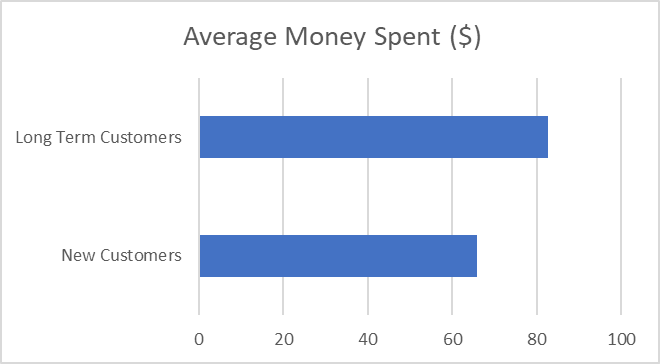 Average Money Spent ($)
Long Term Customers
New Customers
0 20 40 60 80 100